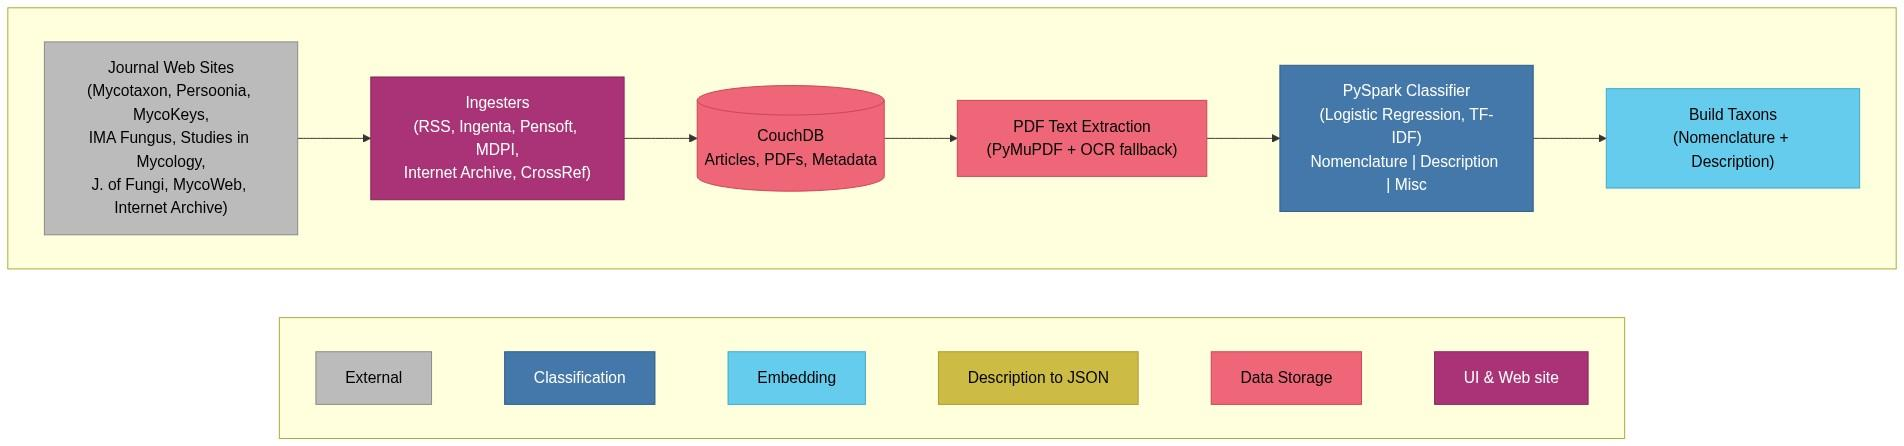 Journal Web Sites
(Mycotaxon, Persoonia,
MycoKeys,
IMA Fungus, Studies in
Mycology,
J. of Fungi, MycoWeb,
Internet Archive)
Ingesters
(RSS, Ingenta, Pensoft,
MDPI,
Internet Archive, CrossRef)
CouchDB
Articles, PDFs, Metadata
PDF Text Extraction
(PyMuPDF + OCR fallback)
PySpark Classifier
(Logistic Regression, TF-
IDF)
Nomenclature | Description
| Misc
Build Taxons
(Nomenclature +
Description)
External
Classification
Embedding
Description to JSON
Data Storage
UI & Web site